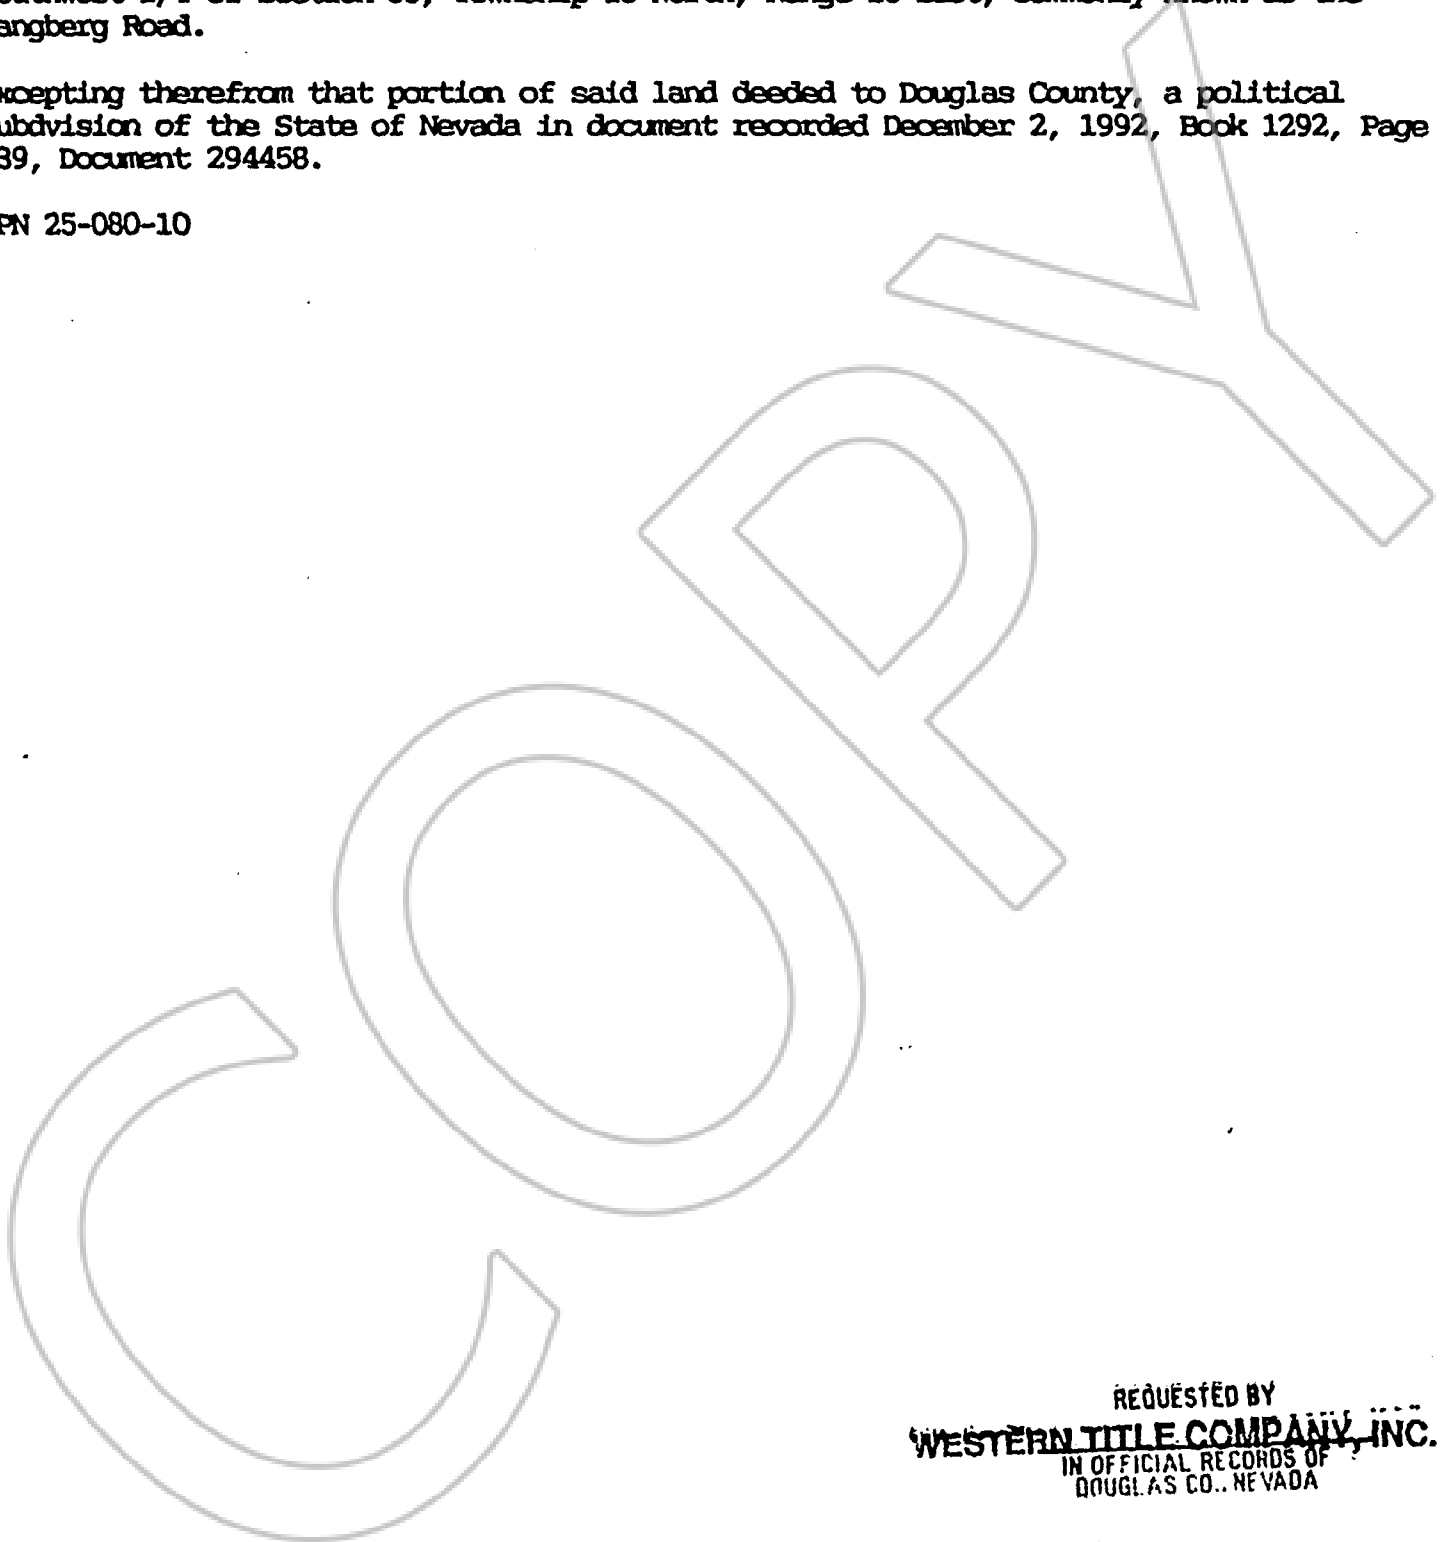 angberg Road.
xcepting therefrom that portion of said land deeded to Douglas County, a political
ubdvision of the State of Nevada in document recorded December 2, 1992, Book 1292, Page
39, Document 294458.
PN 25-080-10
COPY
REQUESTED BY
WESTERN TITLE COMPANY, INC.
IN OFFICIAL RECORDS OF
DOUGLAS CO., NEVADA